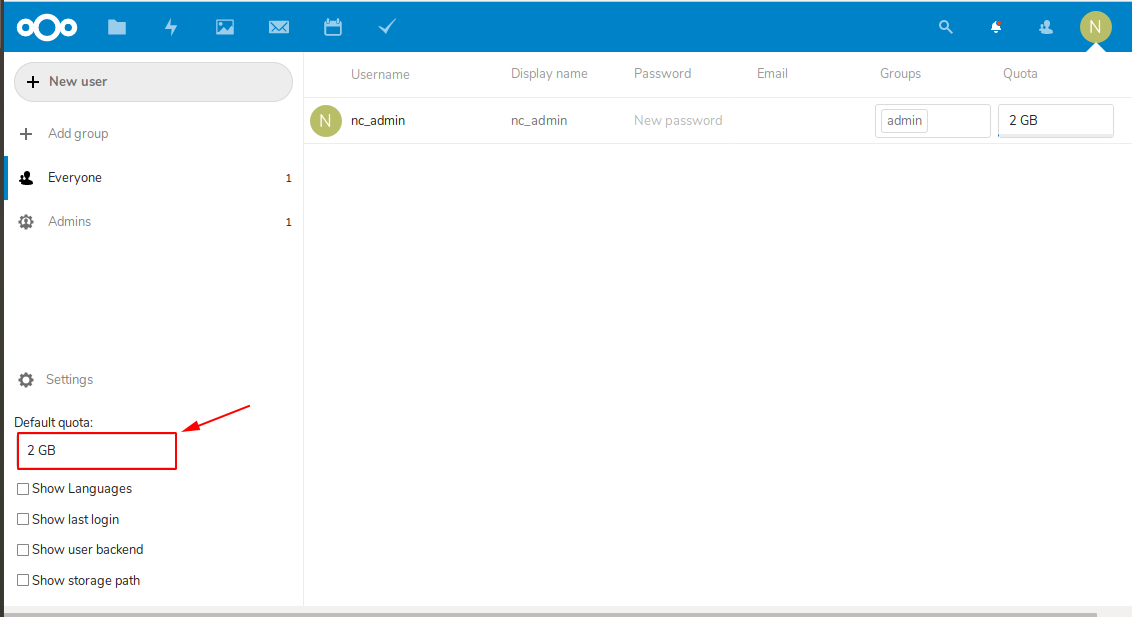 N
New user
Username Display name Password Email Groups Quota
N nc_admin nc_admin New password admin 2 GB
Add group
Everyone 1
Admins 1
Settings
Default quota:
2 GB
Show Languages
Show last login
Show user backend
Show storage path